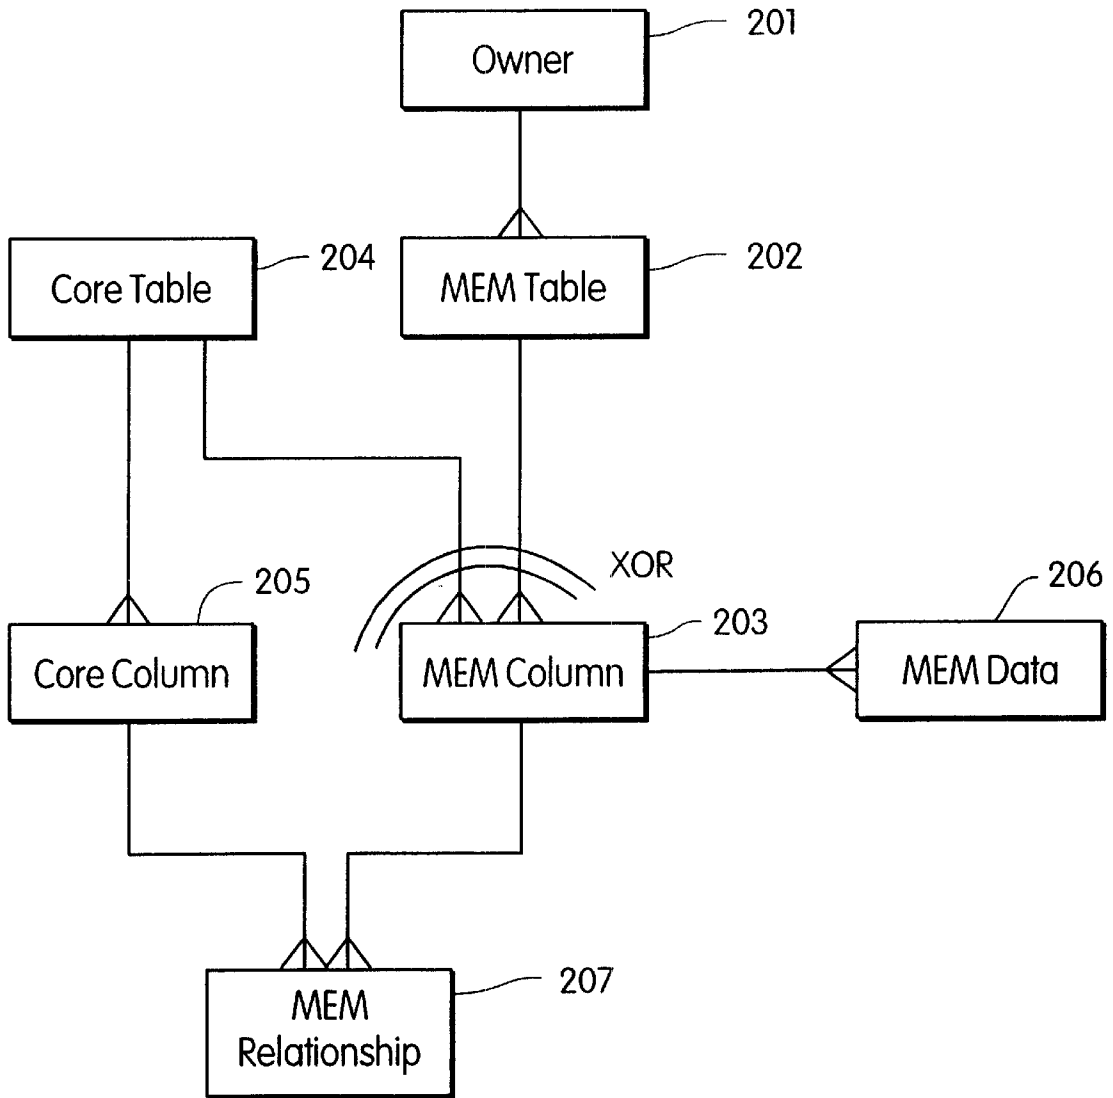 201
Owner
204
202
Core Table
MEM Table
XOR
205
206
203
Core Column
MEM Column
MEM Data
207
MEM
Relationship